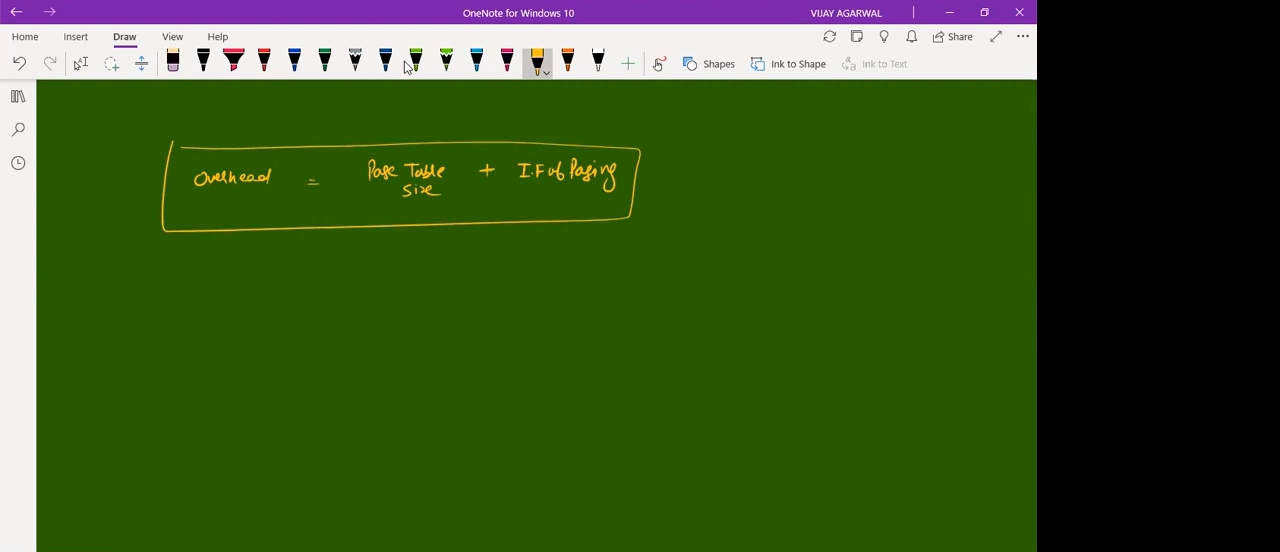 OneNote for Windows 10
VIJAY AGARWAL
Home Insert Draw View Help
Share
Shapes Ink to Shape Ink to Text
Overhead = Page Table Size + I.F of Paging